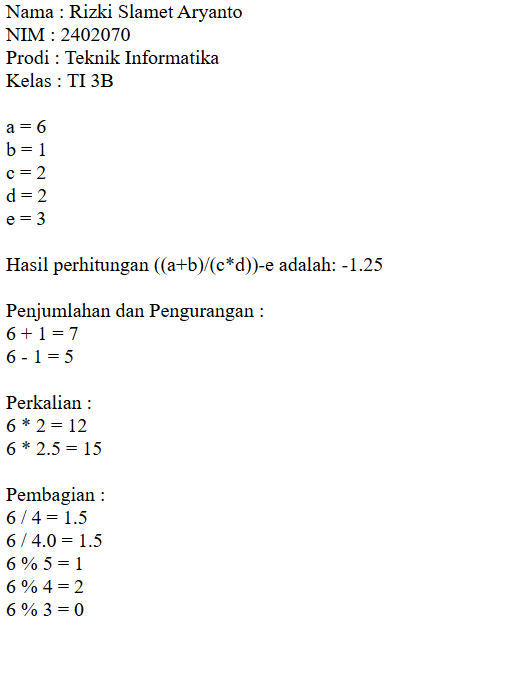 Nama : Rizki Slamet Aryanto
NIM : 2402070
Prodi : Teknik Informatika
Kelas : TI 3B
a = 6
b = 1
c = 2
d = 2
e = 3
Hasil perhitungan ((a+b)/(c*d))-e adalah: -1.25
Penjumlahan dan Pengurangan :
6 + 1 = 7
6 - 1 = 5
Perkalian :
6 * 2 = 12
6 * 2.5 = 15
Pembagian :
6 / 4 = 1.5
6 / 4.0 = 1.5
6 % 5 = 1
6 % 4 = 2
6 % 3 = 0